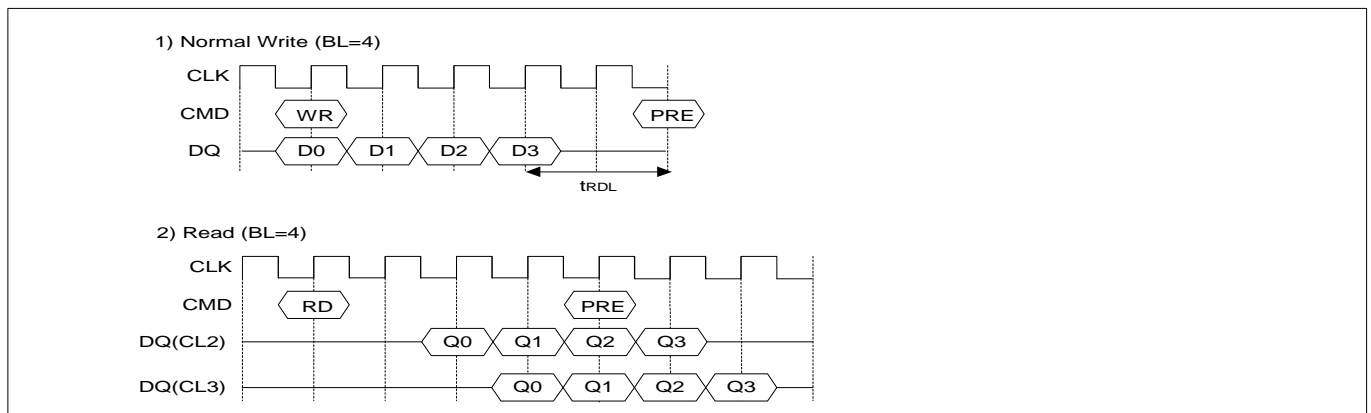 1) Normal Write (BL=4)
CLK
CMD WR PRE
DQ D0 D1 D2 D3
tRDL
2) Read (BL=4)
CLK
CMD RD PRE
DQ(CL2) Q0 Q1 Q2 Q3
DQ(CL3) Q0 Q1 Q2 Q3